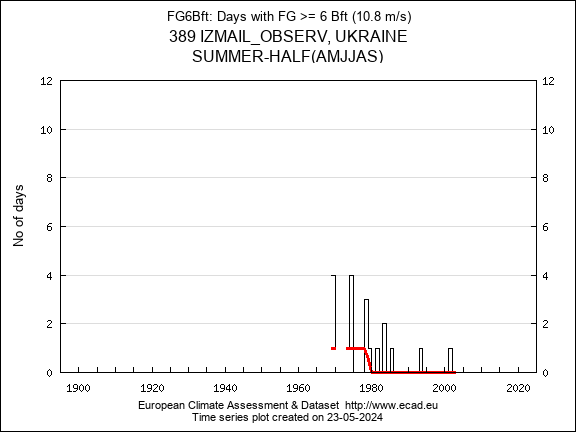 FG6Bft: Days with FG >= 6 Bft (10.8 m/s)
389 IZMAIL_OBSERV, UKRAINE
SUMMER-HALF(AMJJAS)
12 12
10 10
8 8
6 6
4 4
2 2
0 0
No of days
1900 1920 1940 1960 1980 2000 2020
European Climate Assessment & Dataset http://www.ecad.eu
Time series plot created on 23-05-2024